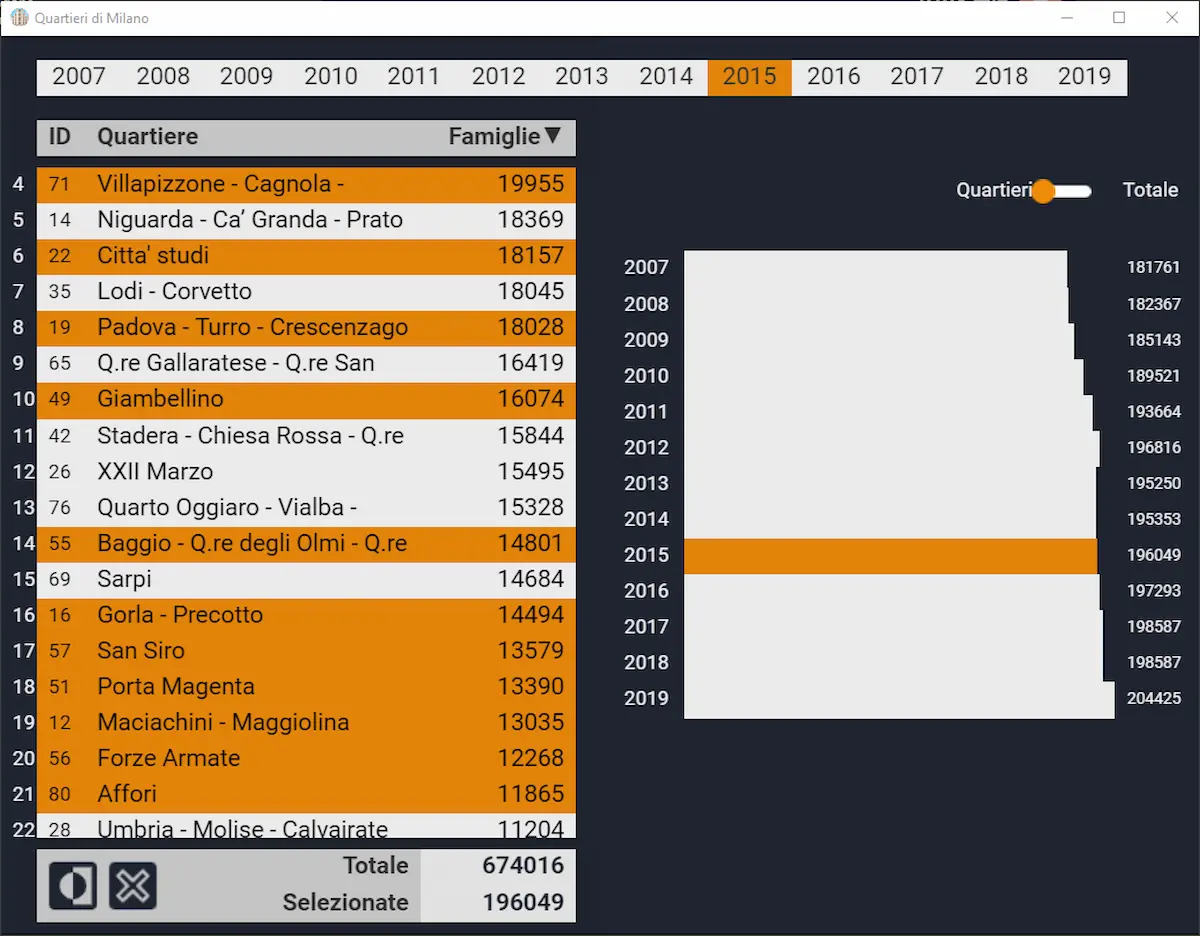 Quartieri di Milano
2007 2008 2009 2010 2011 2012 2013 2014 2015 2016 2017 2018 2019
ID Quartiere Famiglie▼
4 71 Villapizzone - Cagnola - 19955
5 14 Niguarda - Ca’ Granda - Prato 18369
6 22 Citta' studi 18157
7 35 Lodi - Corvetto 18045
8 19 Padova - Turro - Crescenzago 18028
9 65 Q.re Gallaratese - Q.re San 16419
10 49 Giambellino 16074
11 42 Stadera - Chiesa Rossa - Q.re 15844
12 26 XXII Marzo 15495
13 76 Quarto Oggiaro - Vialba - 15328
14 55 Baggio - Q.re degli Olmi - Q.re 14801
15 69 Sarpi 14684
16 16 Gorla - Precotto 14494
17 57 San Siro 13579
18 51 Porta Magenta 13390
19 12 Maciachini - Maggiolina 13035
20 56 Forze Armate 12268
21 80 Affori 11865
22 28 Umbria - Molise - Calvairate 11204
Totale 674016
Selezionate 196049
Quartieri Totale
2007 181761
2008 182367
2009 185143
2010 189521
2011 193664
2012 196816
2013 195250
2014 195353
2015 196049
2016 197293
2017 198587
2018 198587
2019 204425